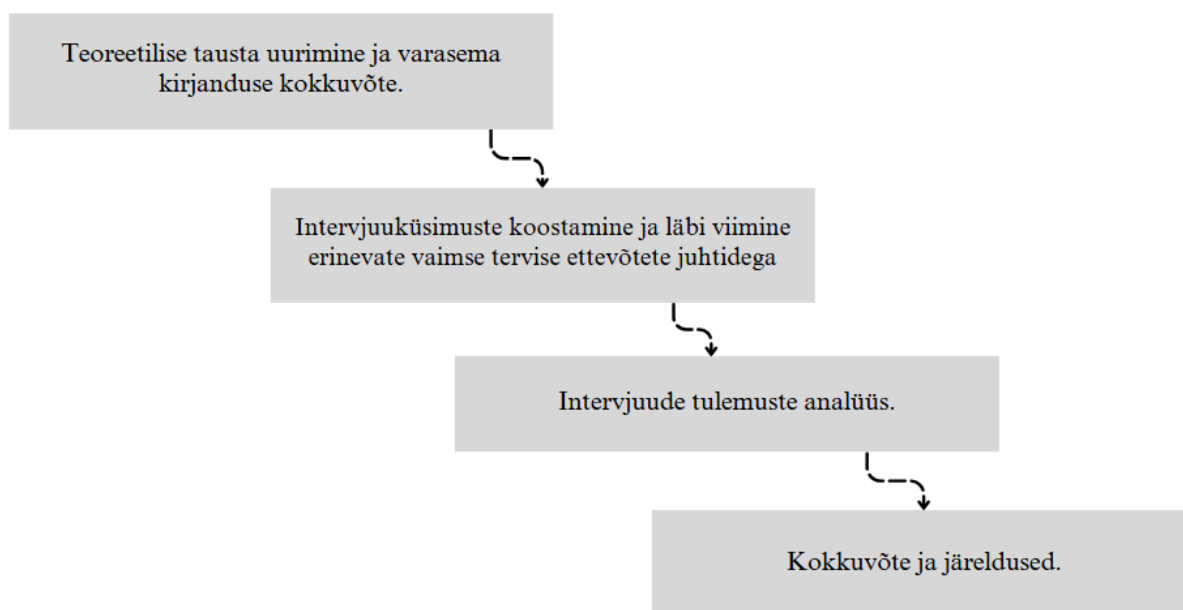 Teoreetilise tausta uurimine ja varasema
kirjanduse kokkuvõte.
Intervjuuküsimuste koostamine ja läbi viimine
erinevate vaimse tervise ettevõtete juhtidega
Intervjuude tulemuste analüüs.
Kokkuvõte ja järeldused.